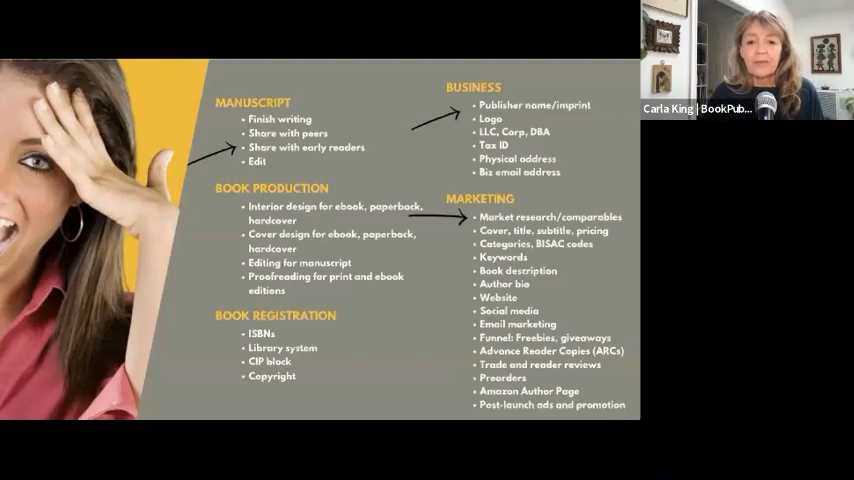 MANUSCRIPT
• Finish writing
• Share with peers
• Share with early readers
• Edit
BOOK PRODUCTION
• Interior design for ebook, paperback,
hardcover
• Cover design for ebook, paperback,
hardcover
• Editing for manuscript
• Proofreading for print and ebook
editions
BOOK REGISTRATION
• ISBNs
• Library system
• CIP block
• Copyright
BUSINESS
• Publisher name/imprint
• Logo
• LLC, Corp, DBA
• Tax ID
• Physical address
• Biz email address
MARKETING
• Market research/comparables
• Cover, title, subtitle, pricing
• Categories, BISAC codes
• Keywords
• Book description
• Author bio
• Website
• Social media
• Email marketing
• Funnel: Freebies, giveaways
• Advance Reader Copies (ARCs)
• Trade and reader reviews
• Preorders
• Amazon Author Page
• Post-launch ads and promotion
Carla King | BookPub...